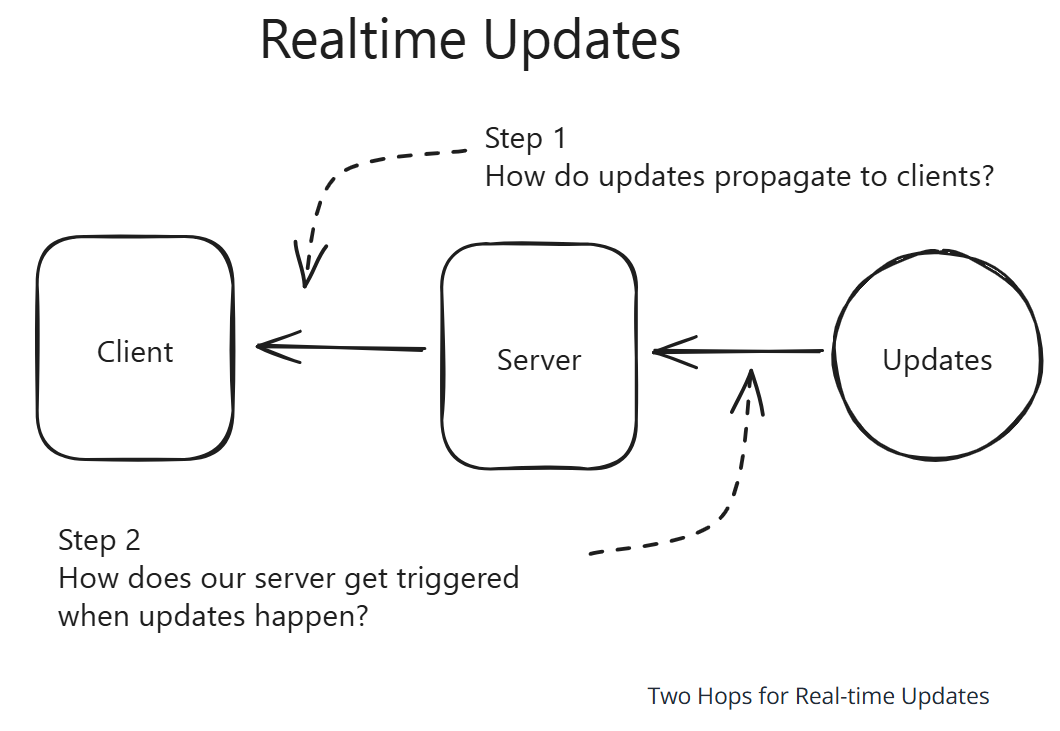 Realtime Updates
Step 1
How do updates propagate to clients?
Client
Server
Updates
Step 2
How does our server get triggered
when updates happen?
Two Hops for Real-time Updates